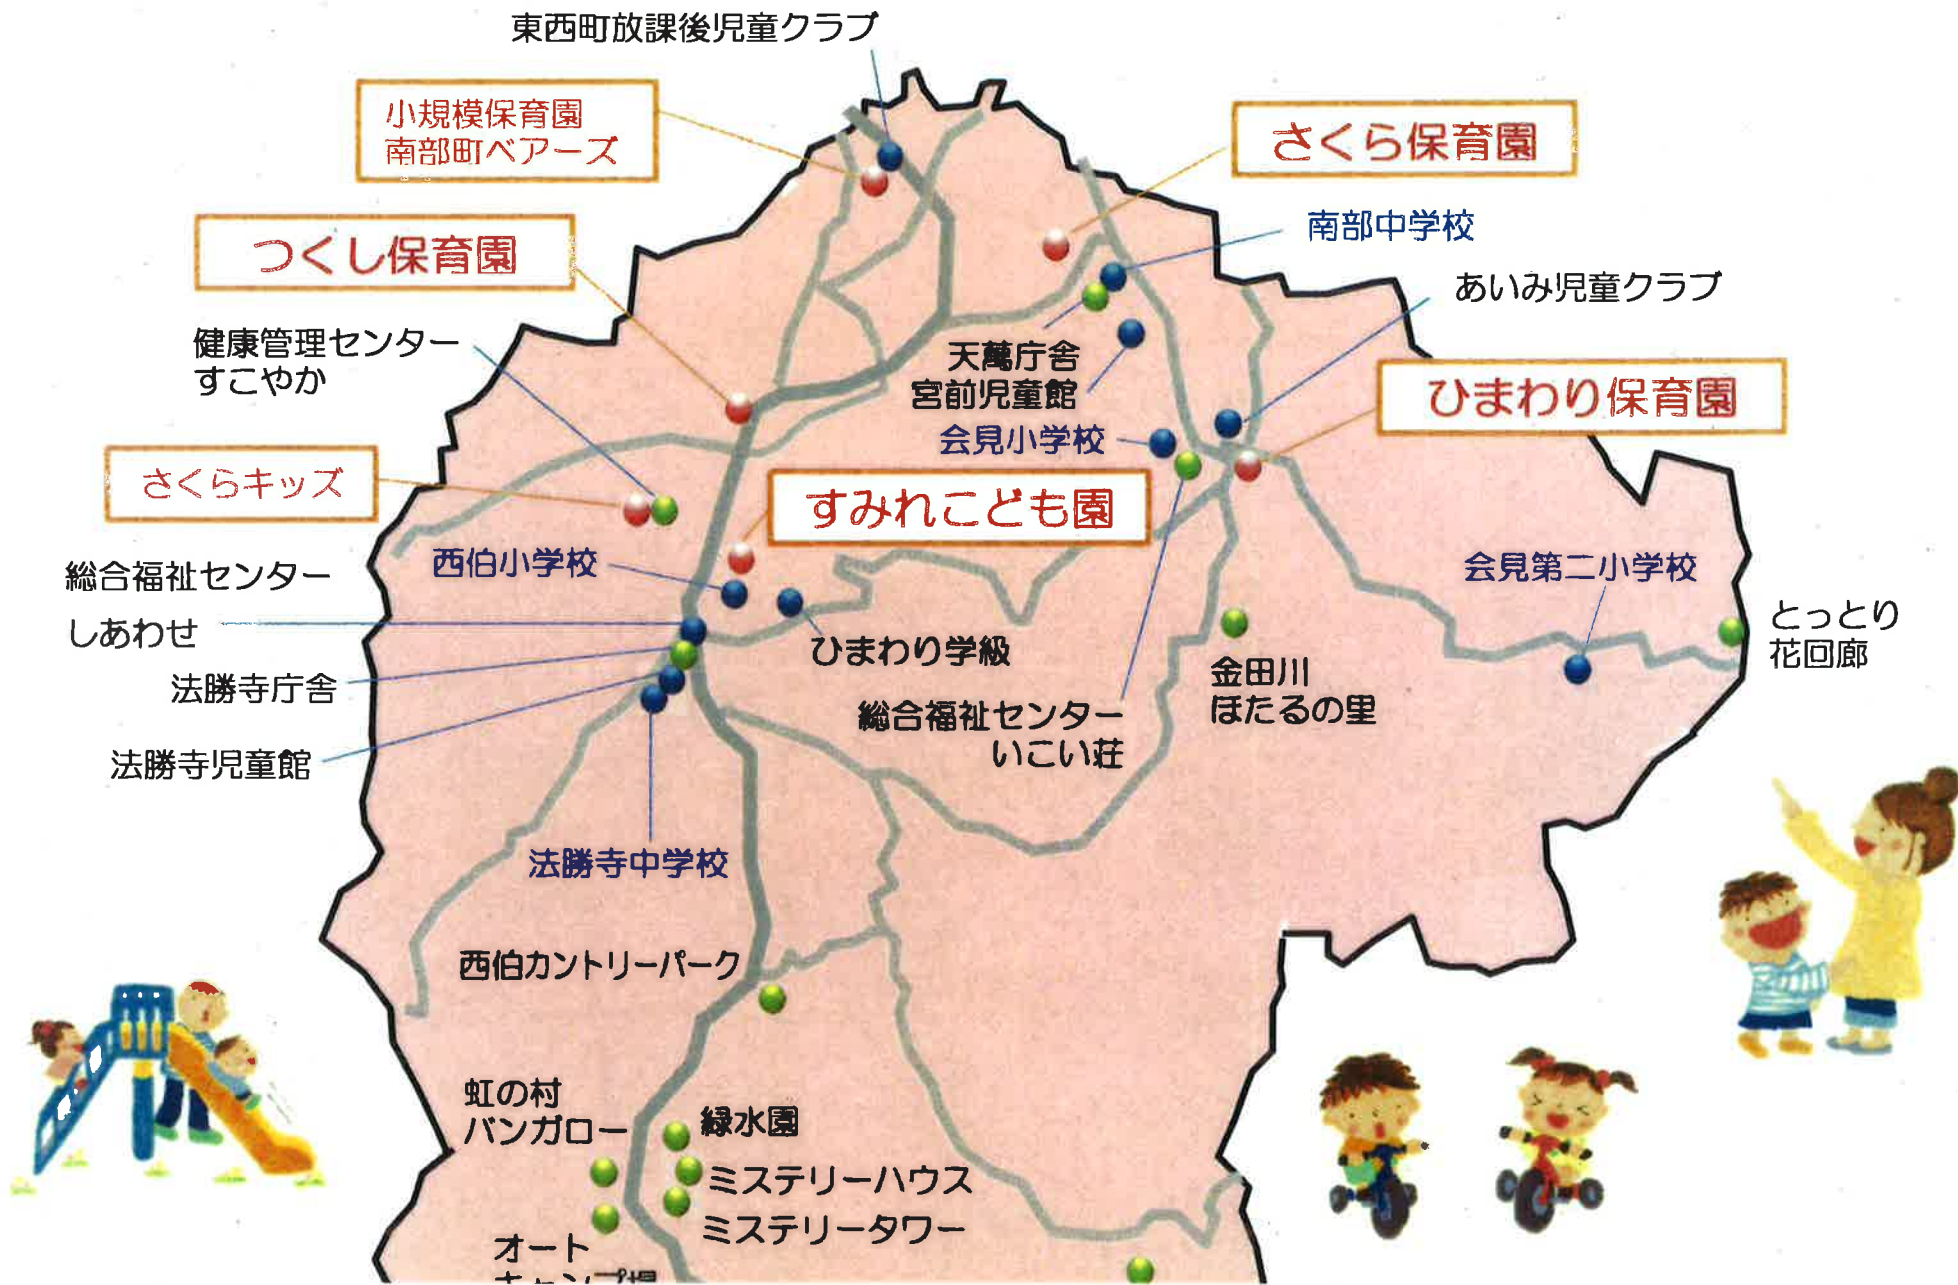 東西町放課後児童クラブ
小規模保育園
南部町ベアーズ
さくら保育園
つくし保育園
南部中学校
あいみ児童クラブ
健康管理センター
すこやか
天萬庁舎
宮前児童館
ひまわり保育園
会見小学校
さくらキッズ
すみれこども園
西伯小学校
会見第二小学校
総合福祉センター
しあわせ
とっとり
花回廊
ひまわり学級
金田川
ほたるの里
法勝寺庁舎
総合福祉センター
いこい荘
法勝寺児童館
法勝寺中学校
西伯カントリーパーク
虹の村
バンガロー
緑水園
ミステリーハウス
ミステリータワー
オート